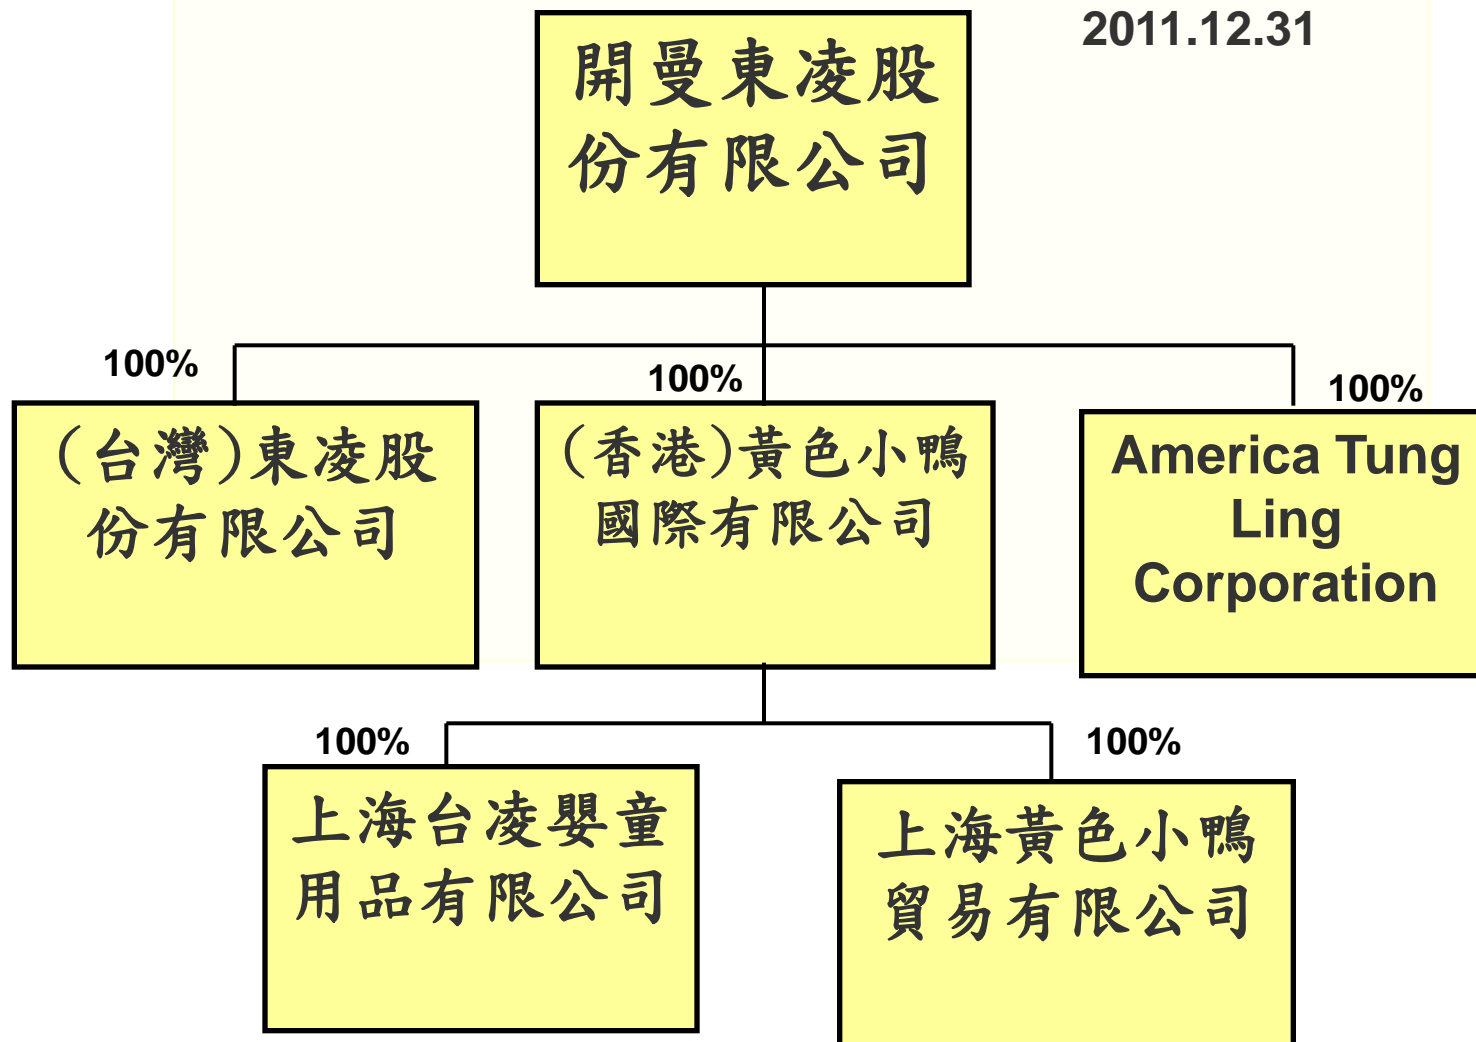 2011.12.31
開曼東凌股
份有限公司
100%
100%
100%
(台灣)東凌股
份有限公司
(香港)黃色小鴨
國際有限公司
America Tung
Ling
Corporation
100%
100%
上海台凌嬰童
用品有限公司
上海黃色小鴨
貿易有限公司